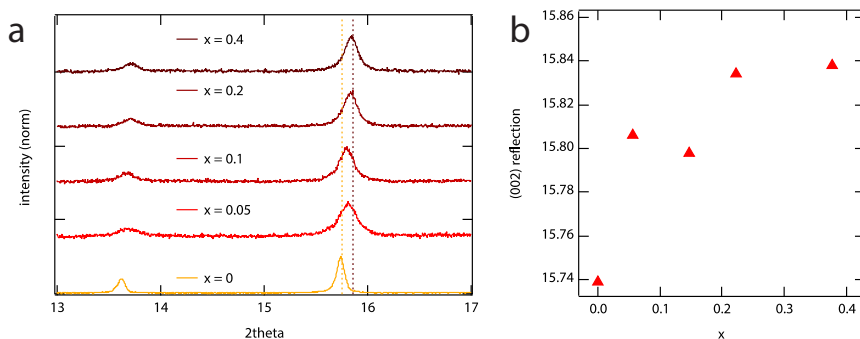 a
intensity (norm)
x = 0.4
x = 0.2
x = 0.1
x = 0.05
x = 0
13 14 15 16 17
2theta
b
(002) reflection
15.86
15.84
15.82
15.80
15.78
15.76
15.74
0.0 0.1 0.2 0.3 0.4
x